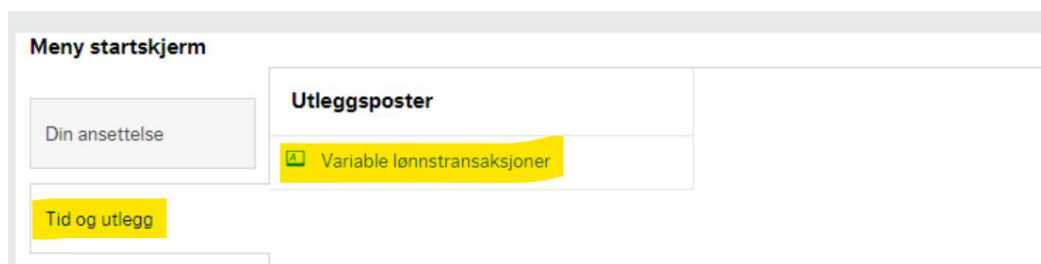 Meny startskjerm
Utleggsposter
Din ansettelse
Variable lønnstransaksjoner
Tid og utlegg